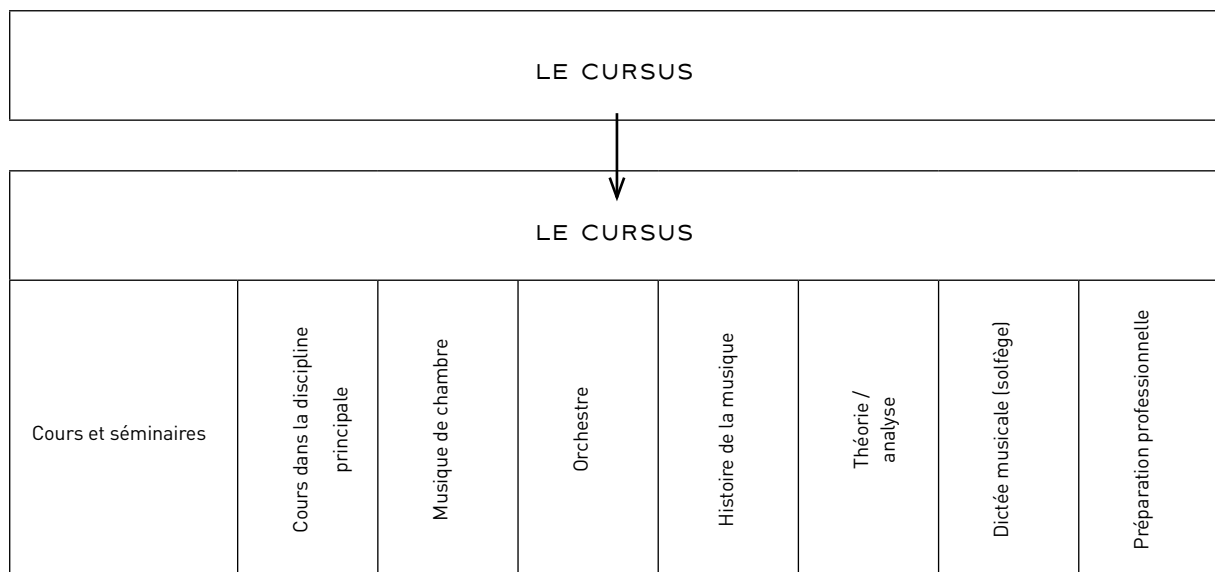 LE CURSUS
LE CURSUS
Cours et séminaires
Cours dans la discipline
principale
Musique de chambre
Orchestre
Histoire de la musique
Théorie /
analyse
Dictée musicale (solfège)
Préparation professionnelle